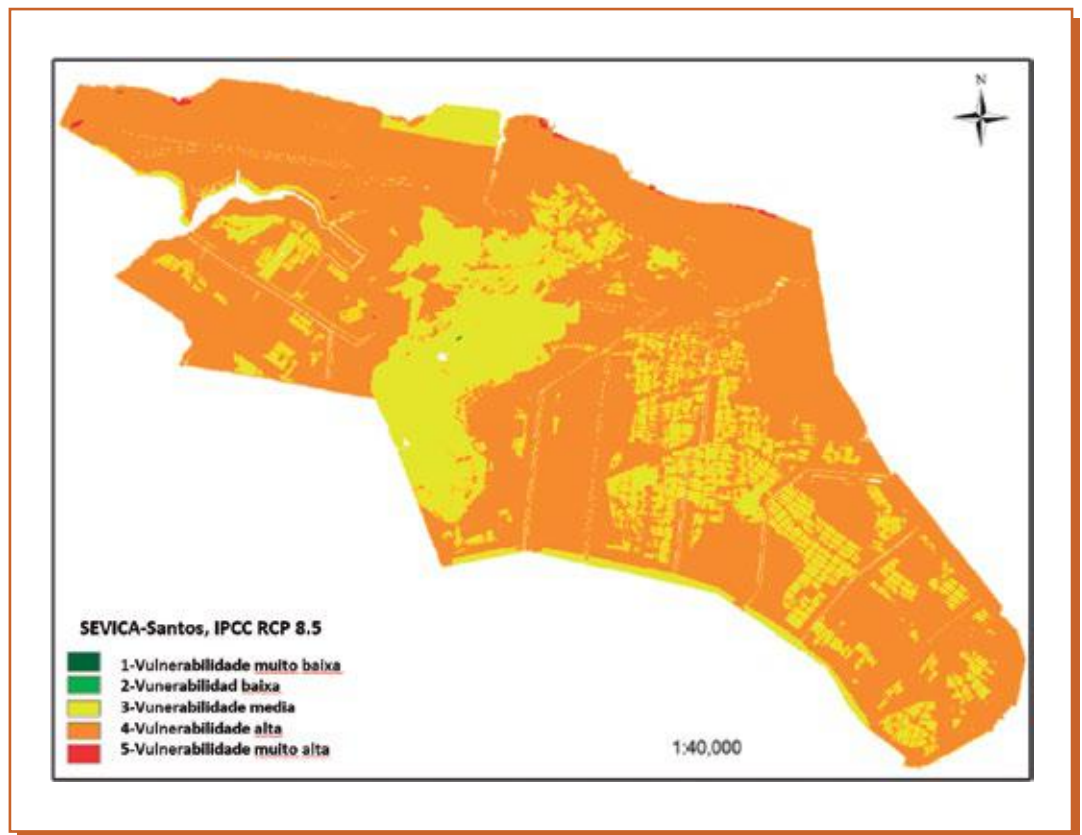 N
SEVICA-Santos, IPCC RCP 8.5
1-Vulnerabilidade muito baixa
2-Vunerabilidad baixa
3-Vunerabilidade media
4-Vulnerabilidade alta
5-Vulnerabilidade muito alta
1:40,000